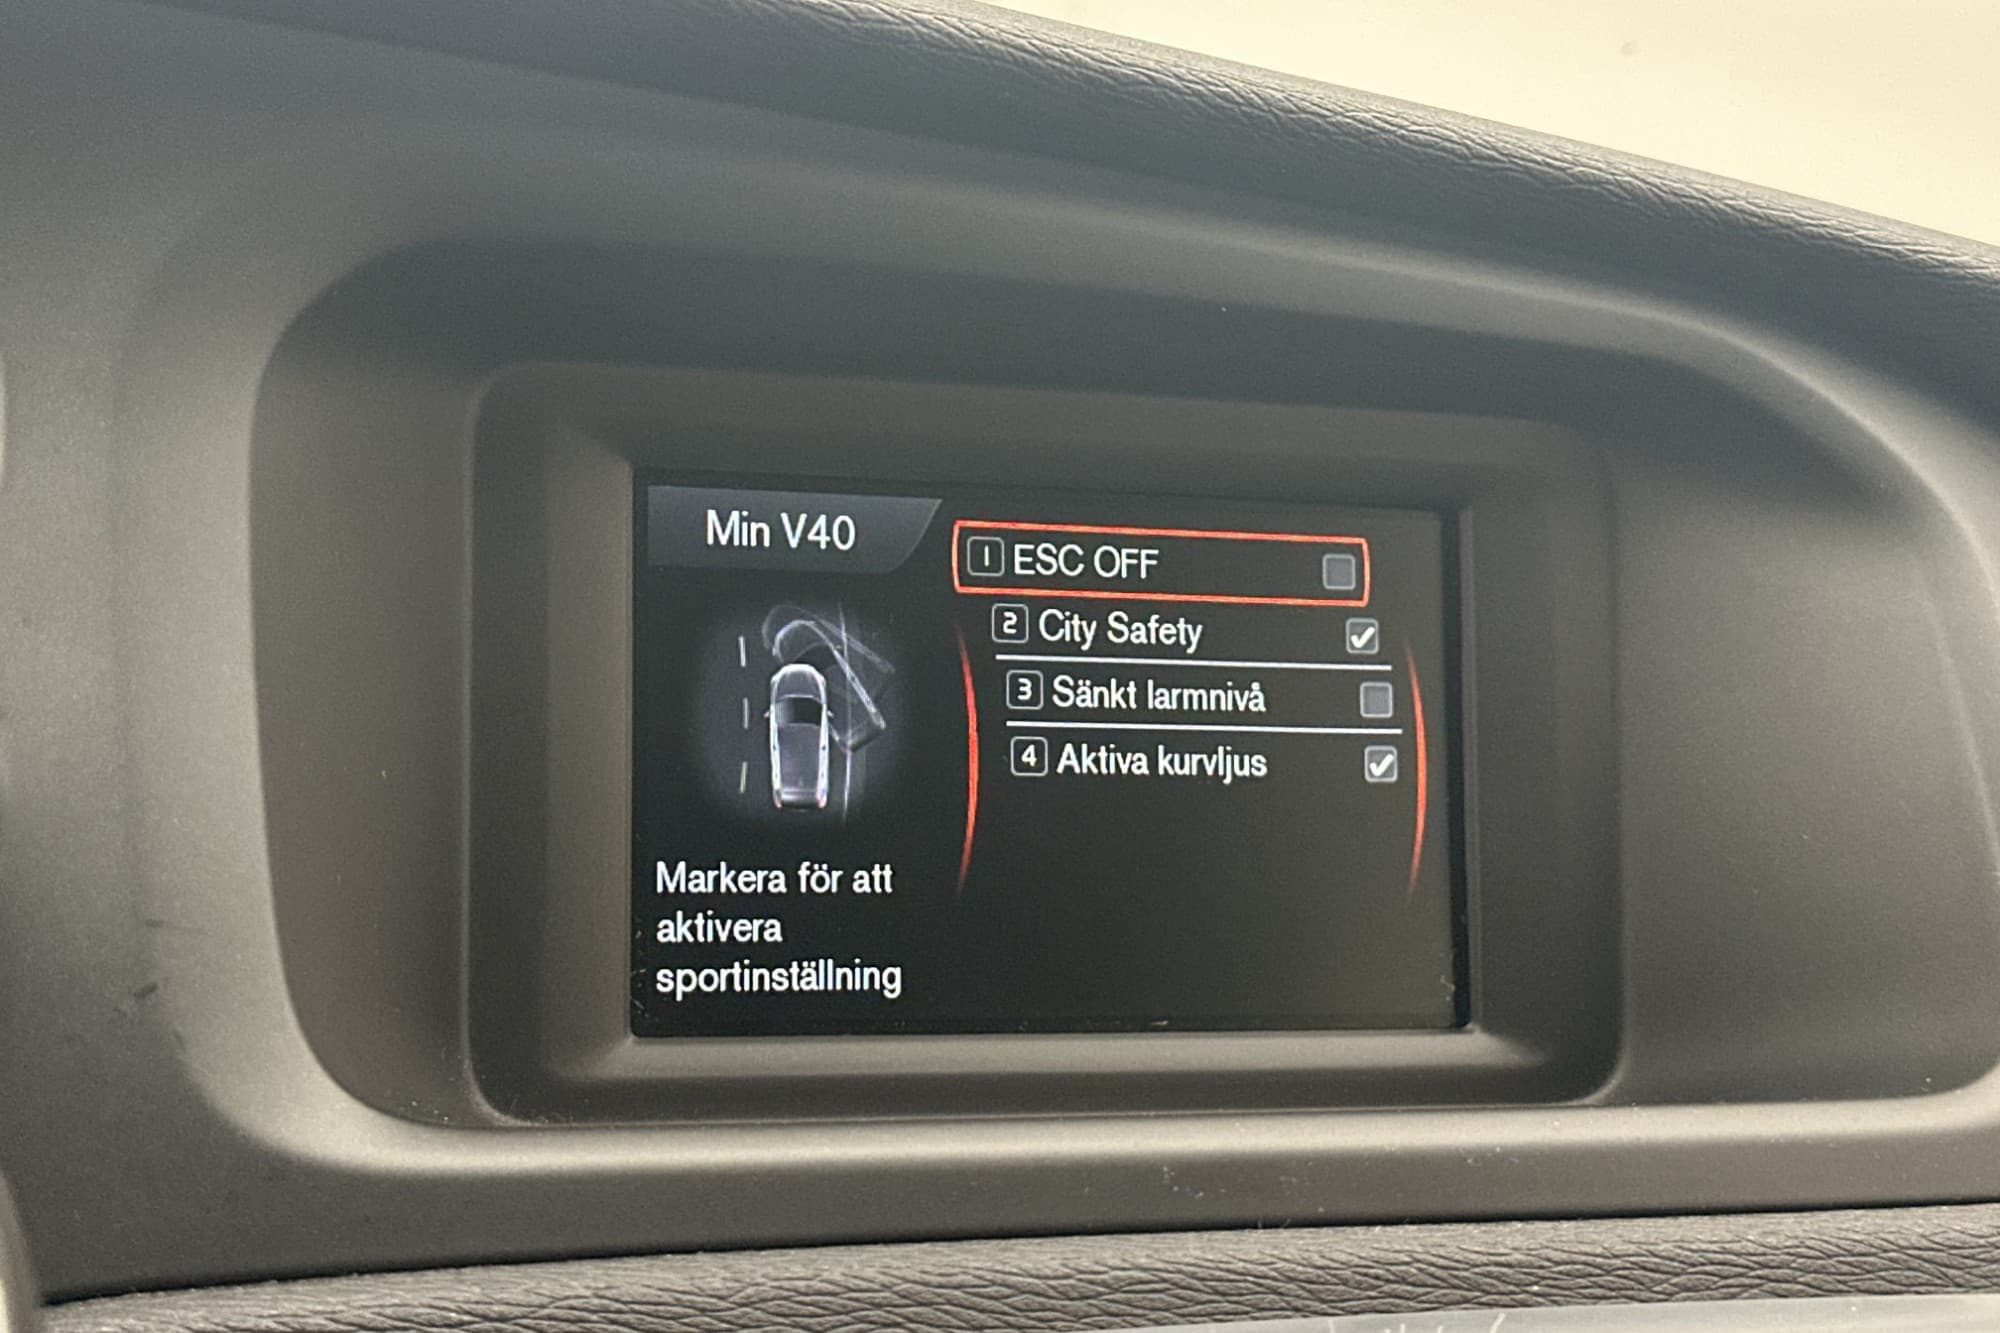 Min V40
1 ESC OFF
2 City Safety
3 Sänkt larmnivå
4 Aktiva kurvljus
Markera för att
aktivera
sportinställning